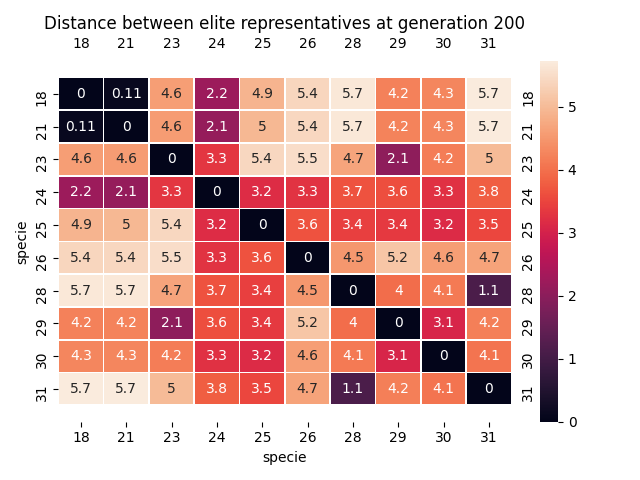 Distance between elite representatives at generation 200
18 21 23 24 25 26 28 29 30 31
18 0 0.11 4.6 2.2 4.9 5.4 5.7 4.2 4.3 5.7 18
21 0.11 0 4.6 2.1 5 5.4 5.7 4.2 4.3 5.7 21
23 4.6 4.6 0 3.3 5.4 5.5 4.7 2.1 4.2 5 23
24 2.2 2.1 3.3 0 3.2 3.3 3.7 3.6 3.3 3.8 24
25 4.9 5 5.4 3.2 0 3.6 3.4 3.4 3.2 3.5 25
26 5.4 5.4 5.5 3.3 3.6 0 4.5 5.2 4.6 4.7 26
28 5.7 5.7 4.7 3.7 3.4 4.5 0 4 4.1 1.1 28
29 4.2 4.2 2.1 3.6 3.4 5.2 4 0 3.1 4.2 29
30 4.3 4.3 4.2 3.3 3.2 4.6 4.1 3.1 0 4.1 30
31 5.7 5.7 5 3.8 3.5 4.7 1.1 4.2 4.1 0 31
18 21 23 24 25 26 28 29 30 31
specie
specie
5
4
3
2
1
0